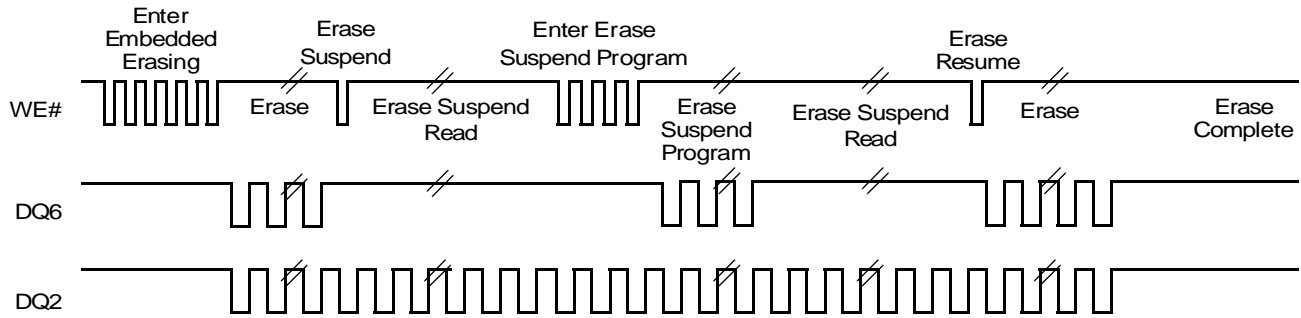 Enter
Embedded
Erasing
Erase
Suspend
Enter Erase
Suspend Program
Erase
Resume
WE#
Erase
Erase Suspend
Read
Erase
Suspend
Program
Erase Suspend
Read
Erase
Erase
Complete
DQ6
DQ2